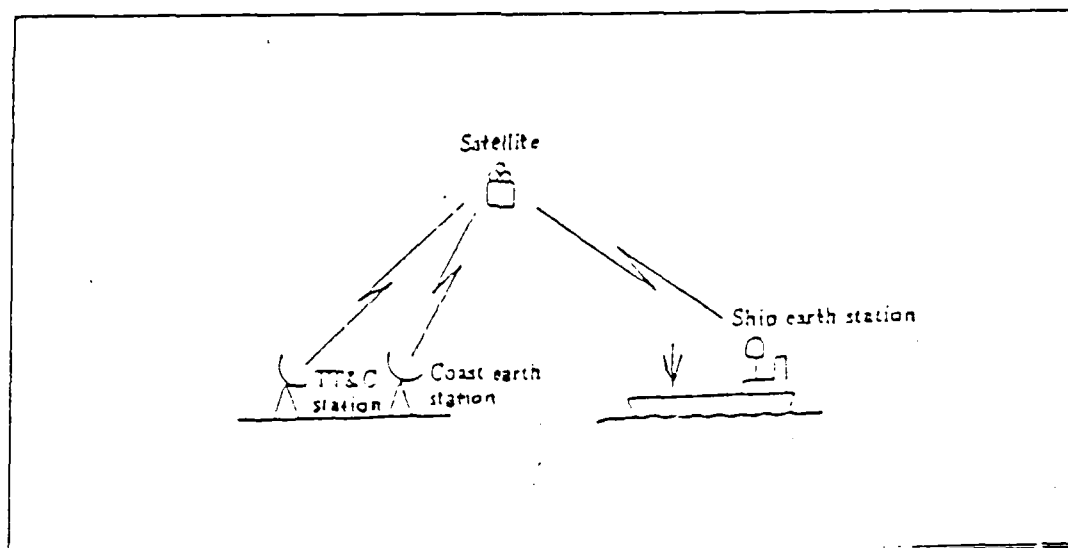 Satellite
Ship earth station
TT&C
station
Coast earth
station